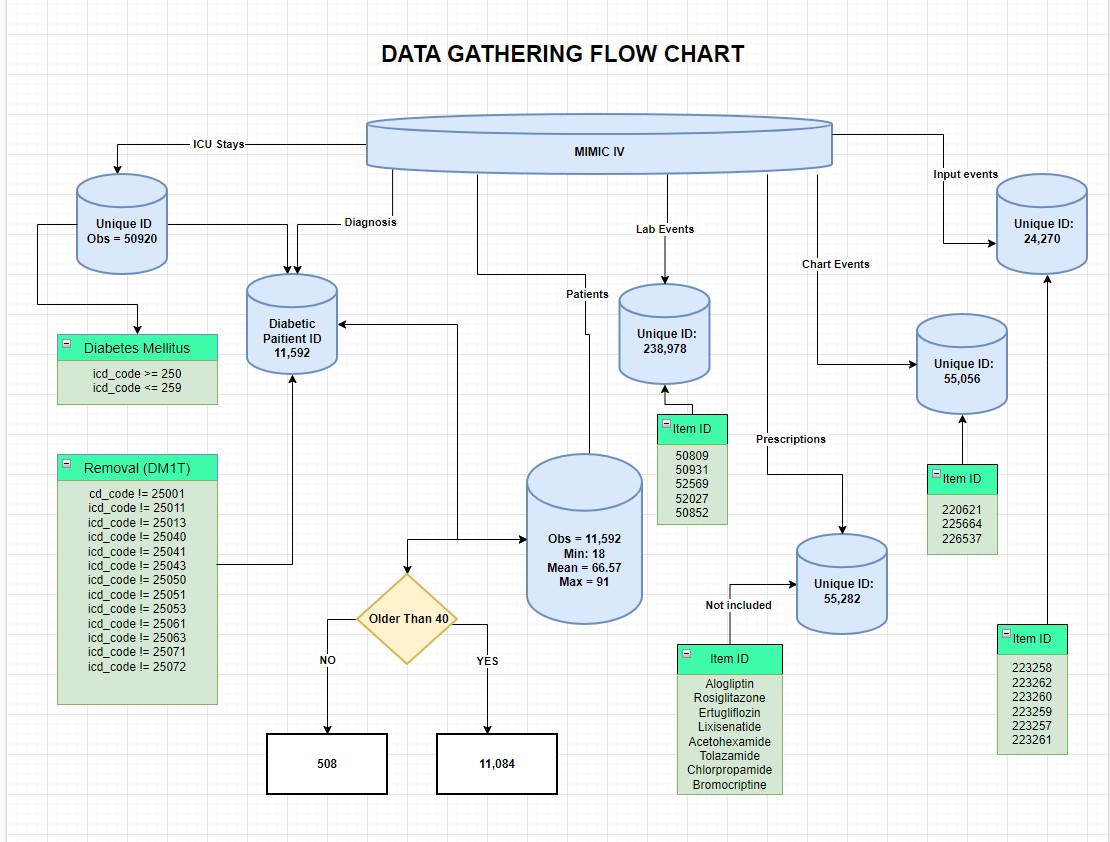 DATA GATHERING FLOW CHART
MIMIC IV
ICU Stays
Input events
Unique ID
Obs = 50920
Diagnosis
Lab Events
Unique ID:
24,270
Chart Events
Patients
Diabetic
Paitient ID
11,592
Unique ID:
238,978
Unique ID:
55,056
Diabetes Mellitus
icd_code >= 250
icd_code <= 259
Item ID
50809
50931
52569
52027
50852
Prescriptions
Removal (DM1T)
cd_code != 25001
icd_code != 25011
icd_code != 25013
icd_code != 25040
icd_code != 25041
icd_code != 25043
icd_code != 25050
icd_code != 25051
icd_code != 25053
icd_code != 25061
icd_code != 25063
icd_code != 25071
icd_code != 25072
Item ID
220621
225664
226537
Obs = 11,592
Min: 18
Mean = 66.57
Max = 91
Unique ID:
55,282
Older Than 40
Not included
NO
YES
Item ID
Alogliptin
Rosiglitazone
Ertugliflozin
Lixisenatide
Acetohexamide
Tolazamide
Chlorpropamide
Bromocriptine
Item ID
223258
223262
223260
223259
223257
223261
508
11,084